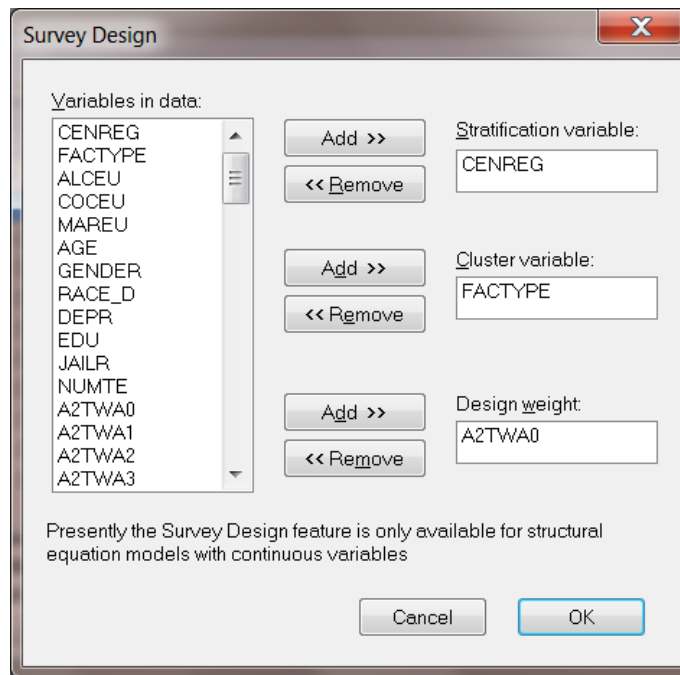 Survey Design
X
Variables in data:
CENREG
FACTYPE
ALCEU
COCEU
MAREU
AGE
GENDER
RACE_D
DEPR
EDU
JAILR
NUMTE
A2TWA0
A2TWA1
A2TWA2
A2TWA3
Add >>
<< Remove
Stratification variable:
CENREG
Add >>
<< Remove
Cluster variable:
FACTYPE
Add >>
<< Remove
Design weight:
A2TWA0
Presently the Survey Design feature is only available for structural
equation models with continuous variables
Cancel
OK